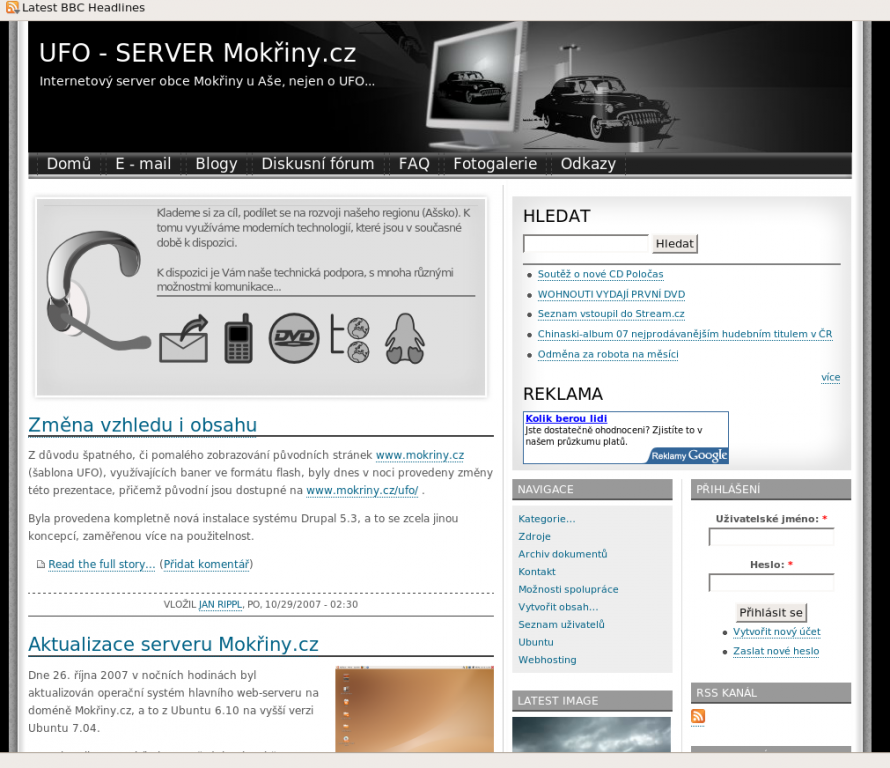 Latest BBC Headlines
UFO - SERVER Mokřiny.cz
Internetový server obce Mokřiny u Aše, nejen o UFO...
Domů E - mail Blogy Diskusní fórum FAQ Fotogalerie Odkazy
Klademe si za cíl, podílet se na rozvoji našeho regionu (Ašsko). K
tomu využíváme moderních technologií, které jsou v současné
době k dispozici.
K dispozici je Vám naše technická podpora, s mnoha různými
možnostmi komunikace...
DVD
Změna vzhledu i obsahu
Z důvodu špatného, či pomalého zobrazování původních stránek www.mokriny.cz
(šablona UFO), využívajících baner ve formátu flash, byly dnes v noci provedeny změny
této prezentace, přičemž původní jsou dostupné na www.mokriny.cz/ufo/ .
Byla provedena kompletně nová instalace systému Drupal 5.3, a to se zcela jinou
koncepcí, zaměřenou více na použitelnost.
Read the full story... (Přidat komentář)
VLOŽIL JAN RIPPL, PO, 10/29/2007 - 02:30
Aktualizace serveru Mokřiny.cz
Dne 26. října 2007 v nočních hodinách byl
aktualizován operační systém hlavního web-serveru na
doméně Mokřiny.cz, a to z Ubuntu 6.10 na vyšší verzi
Ubuntu 7.04.
HLEDAT
Hledat
Soutěž o nové CD Poločas
WOHNOUTI VYDAJÍ PRVNÍ DVD
Seznam vstoupil do Stream.cz
Chinaski-album 07 nejprodávanějším hudebním titulem v ČR
Odměna za robota na měsíci
více
REKLAMA
Kolik berou lidi
Jste dostatečně ohodnoceni? Zjistíte to v
našem průzkumu platů.
Reklamy Google
NAVIGACE
Kategorie...
Zdroje
Archiv dokumentů
Kontakt
Možnosti spolupráce
Vytvořit obsah...
Seznam uživatelů
Ubuntu
Webhosting
LATEST IMAGE
PŘIHLÁŠENÍ
Uživatelské jméno: *
Heslo: *
Přihlásit se
Vytvořit nový účet
Zaslat nové heslo
RSS KANÁL